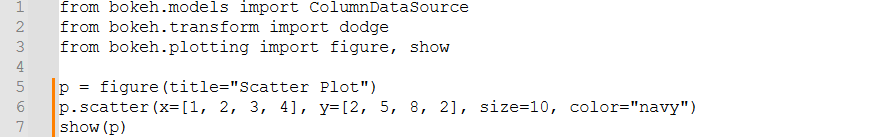 1 from bokeh.models import ColumnDataSource
2 from bokeh.transform import dodge
3 from bokeh.plotting import figure, show
4
5 p = figure(title="Scatter Plot")
6 p.scatter(x=[1, 2, 3, 4], y=[2, 5, 8, 2], size=10, color="navy")
7 show(p)